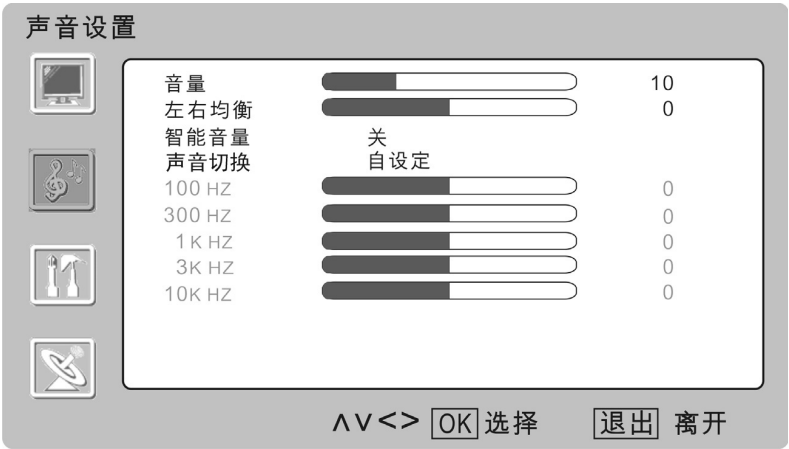 声音设置
音量 10
左右均衡 0
智能音量 关
声音切换 自设定
100 HZ 0
300 HZ 0
1K HZ 0
3K HZ 0
10K HZ 0
∧∨<> OK 选择 退出 离开